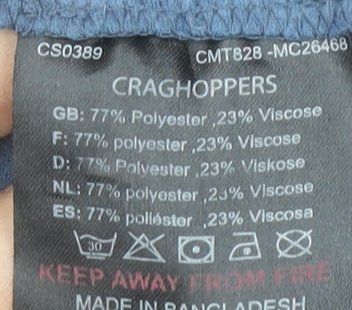 CS0389 CMT828 -MC26468
CRAGHOPPERS
GB: 77% Polyester ,23% Viscose
F: 77% polyester ,23% Viscose
D: 77% Polyester ,23% Viskose
NL: 77% polyester ,23% Viscose
ES: 77% poliéster ,23% Viscosa
30
KEEP AWAY FROM FIRE
MADE IN BANGLADESH